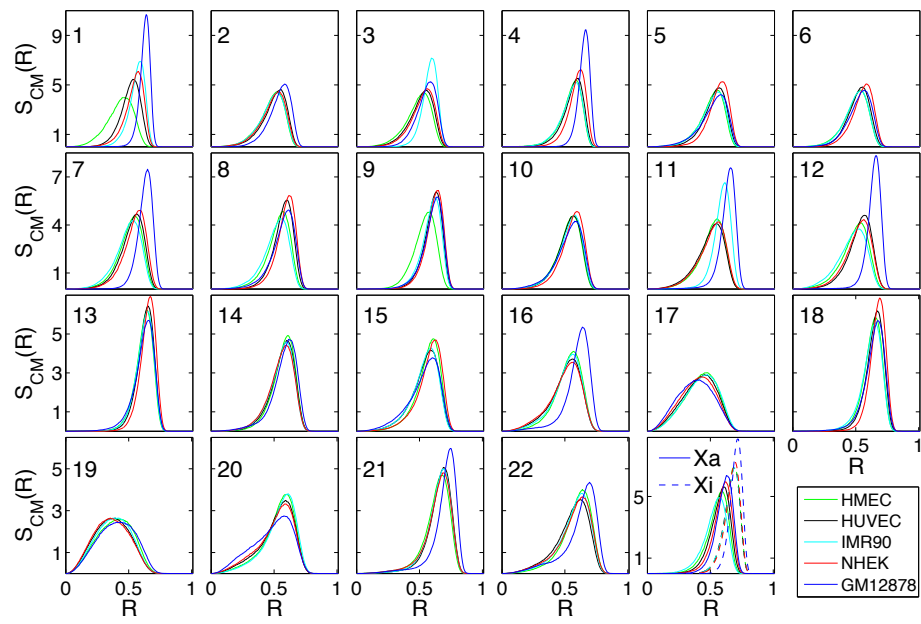 1 2 3 4 5 6
S_CM(R) 9 5 1
7 8 9 10 11 12
S_CM(R) 7 4 1
13 14 15 16 17 18
S_CM(R) 5 3 1
0.5 1
R
19 20 21 22 Xa
Xi
S_CM(R) 5 3 1 5 1
0 0.5 1 0 0.5 1 0 0.5 1 0 0.5 1 0 0.5 1
R R R R R
HMEC
HUVEC
IMR90
NHEK
GM12878